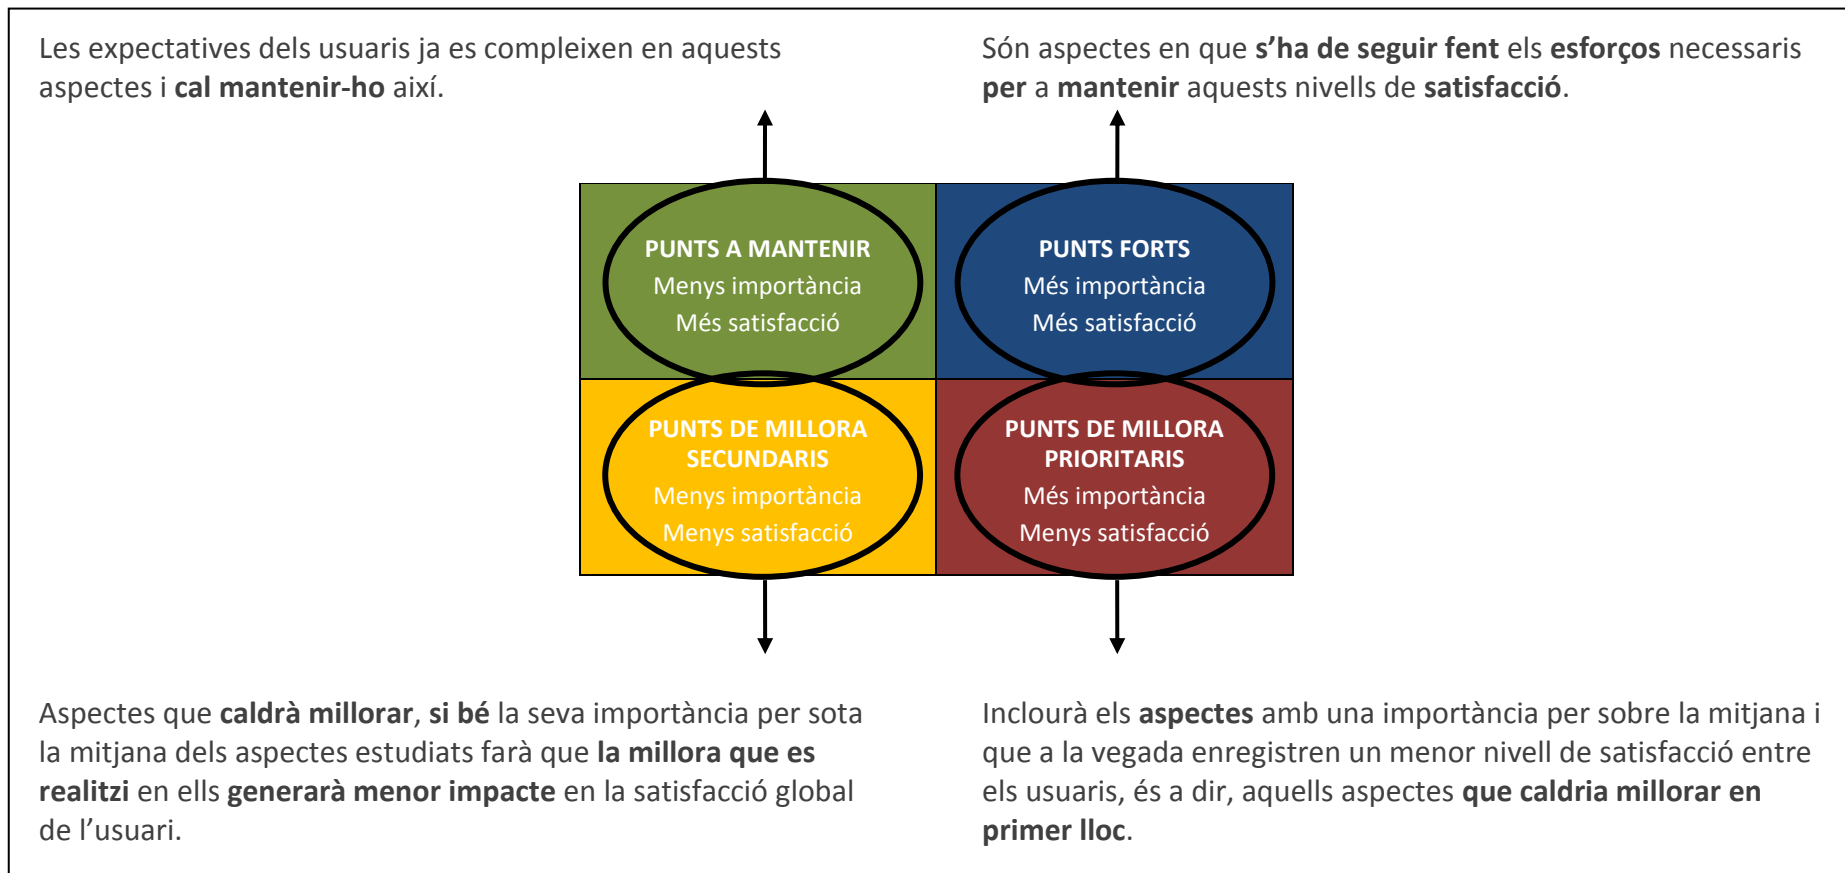 Les expectatives dels usuaris ja es compleixen en aquests
aspectes i cal mantenir-ho així.
Són aspectes en que s’ha de seguir fent els esforços necessaris
per a mantenir aquests nivells de satisfacció.
PUNTS A MANTENIR
Menys importància
Més satisfacció
PUNTS FORTS
Més importància
Més satisfacció
PUNTS DE MILLORA
SECUNDARIS
Menys importància
Menys satisfacció
PUNTS DE MILLORA
PRIORITARIS
Més importància
Menys satisfacció
Aspectes que caldrà millorar, si bé la seva importància per sota
la mitjana dels aspectes estudiats farà que la millora que es
realitzi en ells generarà menor impacte en la satisfacció global
de l’usuari.
Inclourà els aspectes amb una importància per sobre la mitjana i
que a la vegada enregistren un menor nivell de satisfacció entre
els usuaris, és a dir, aquells aspectes que caldria millorar en
primer lloc.